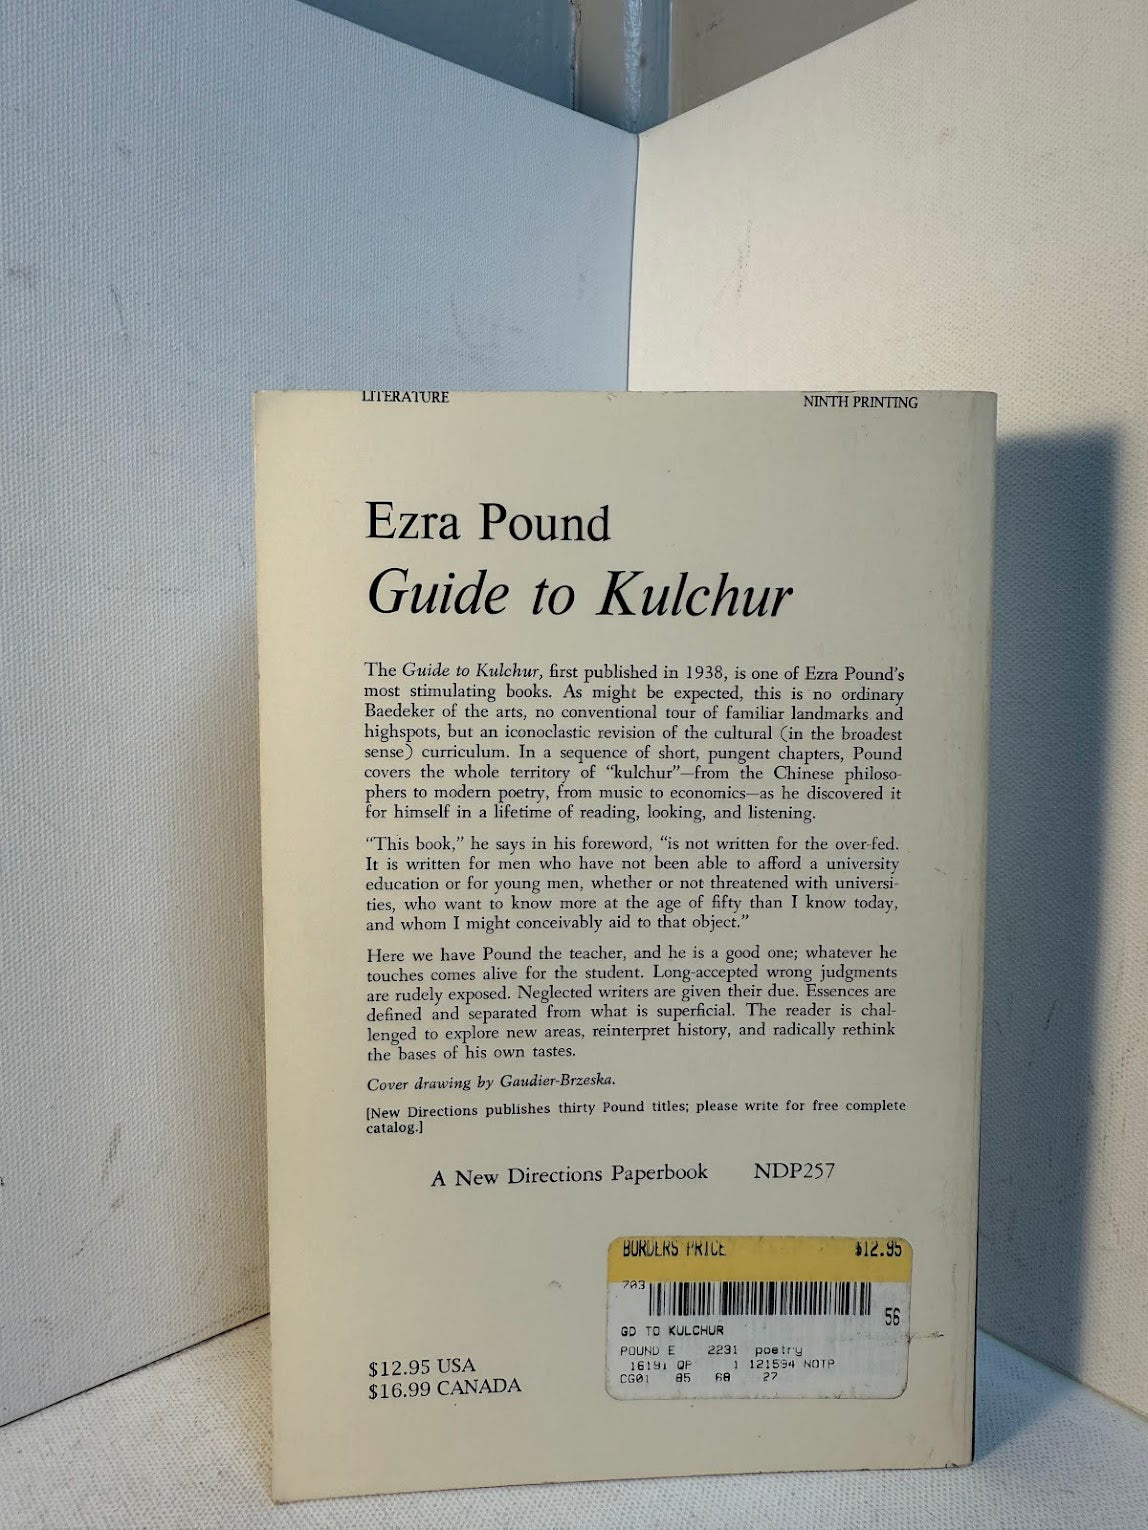 LITERATURE
NINTH PRINTING
Ezra Pound
Guide to Kulchur
The Guide to Kulchur, first published in 1938, is one of Ezra Pound's
most stimulating books. As might be expected, this is no ordinary
Baedeker of the arts, no conventional tour of familiar landmarks and
highspots, but an iconoclastic revision of the cultural (in the broadest
sense) curriculum. In a sequence of short, pungent chapters, Pound
covers the whole territory of “kulchur”—from the Chinese philoso-
phers to modern poetry, from music to economics—as he discovered it
for himself in a lifetime of reading, looking, and listening.
“This book,” he says in his foreword, “is not written for the over-fed.
It is written for men who have not been able to afford a university
education or for young men, whether or not threatened with universi-
ties, who want to know more at the age of fifty than I know today,
and whom I might conceivably aid to that object.”
Here we have Pound the teacher, and he is a good one; whatever he
touches comes alive for the student. Long-accepted wrong judgments
are rudely exposed. Neglected writers are given their due. Essences are
defined and separated from what is superficial. The reader is chal-
lenged to explore new areas, reinterpret history, and radically rethink
the bases of his own tastes.
Cover drawing by Gaudier-Brzeska.
[New Directions publishes thirty Pound titles; please write for free complete
catalog.]
A New Directions Paperbook NDP257
BORDERS PRICE $12.95
703
56
GD TO KULCHUR
POUND E 2231 poetry
16191 QP 1 121594 NOTP
CG01 85 68 27
$12.95 USA
$16.99 CANADA